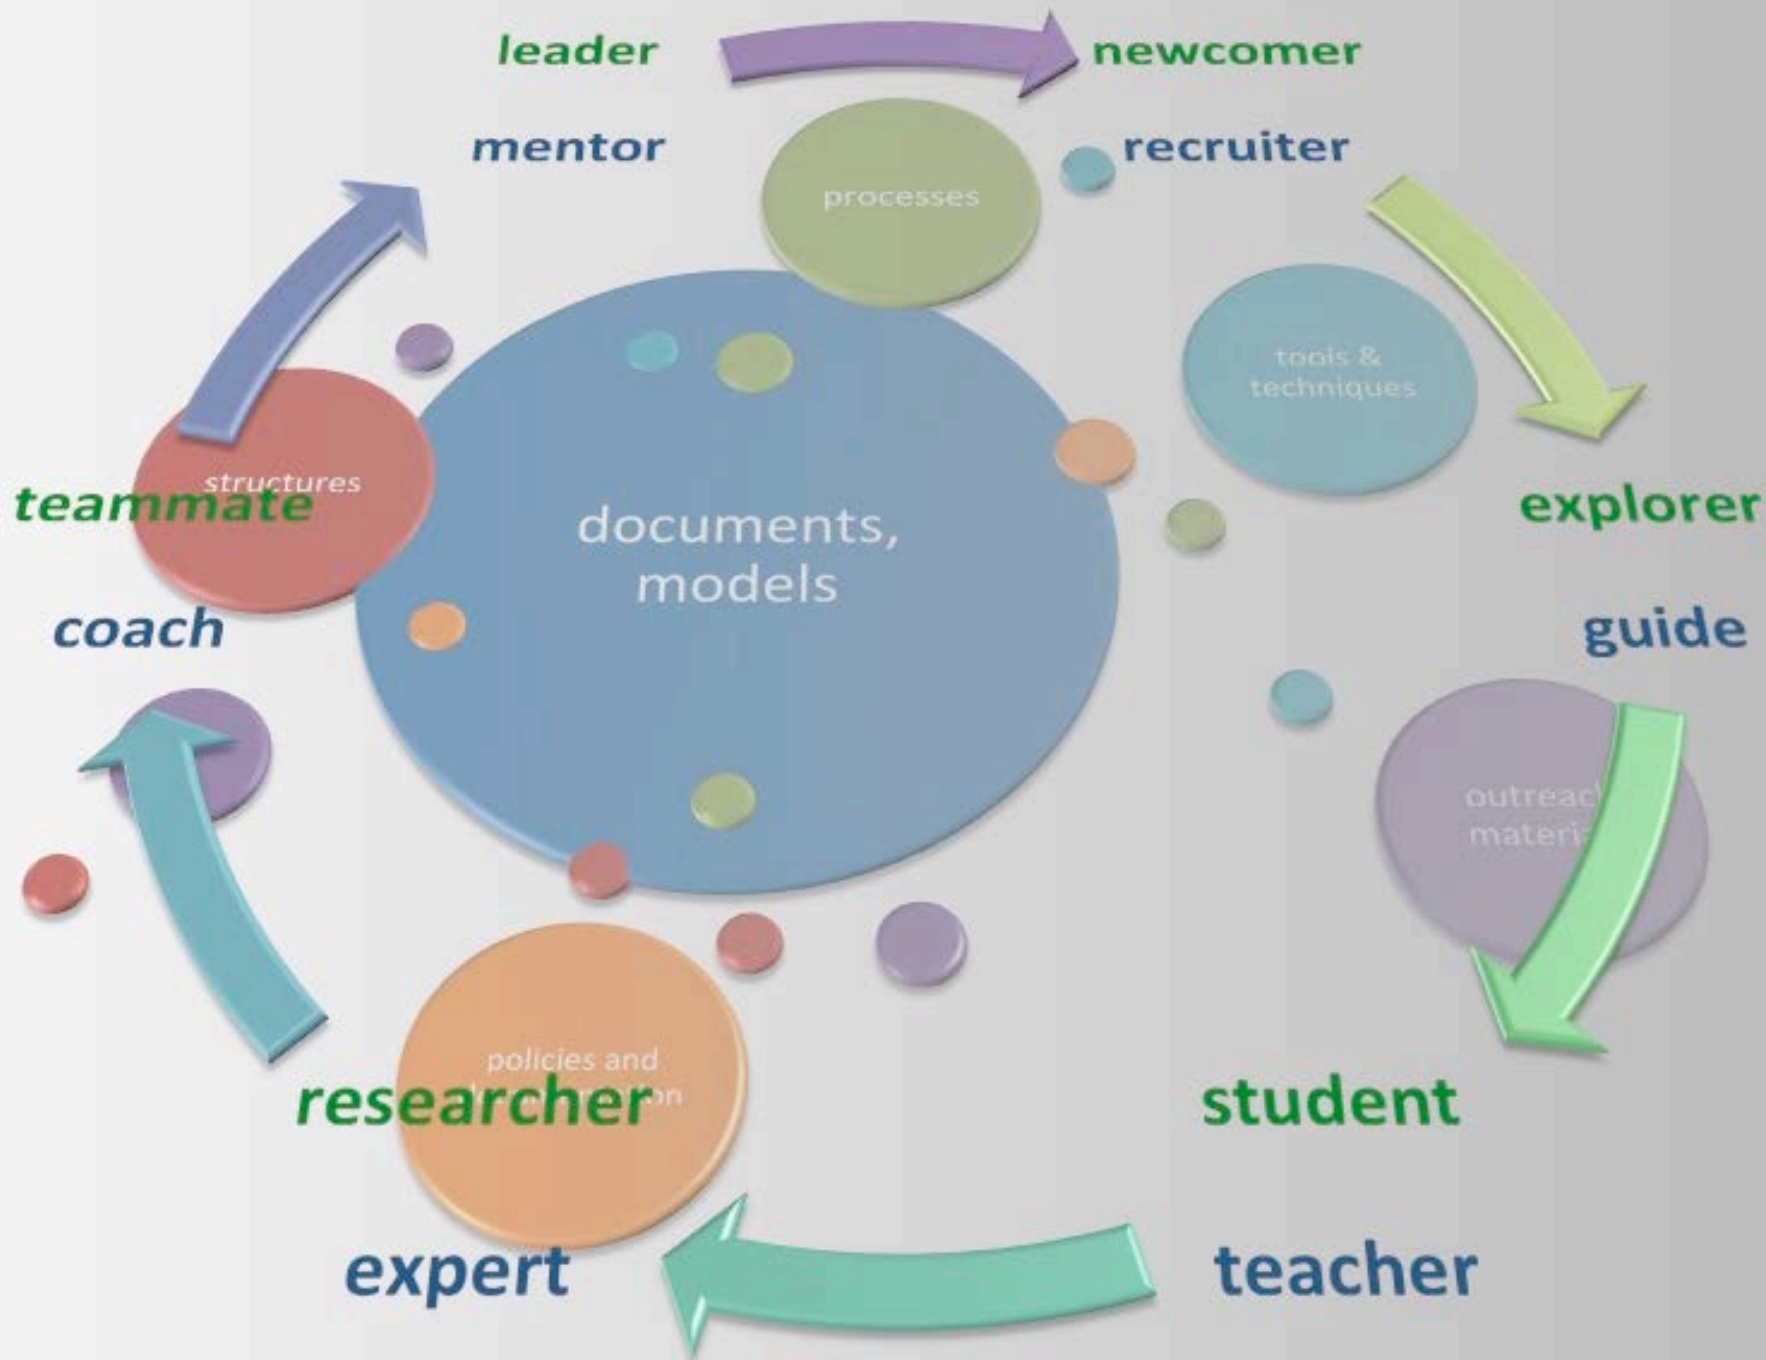 leader
newcomer
mentor
recruiter
processes
tools &
techniques
structures
teammate
explorer
documents,
models
coach
guide
policies and
researcher
student
expert
teacher